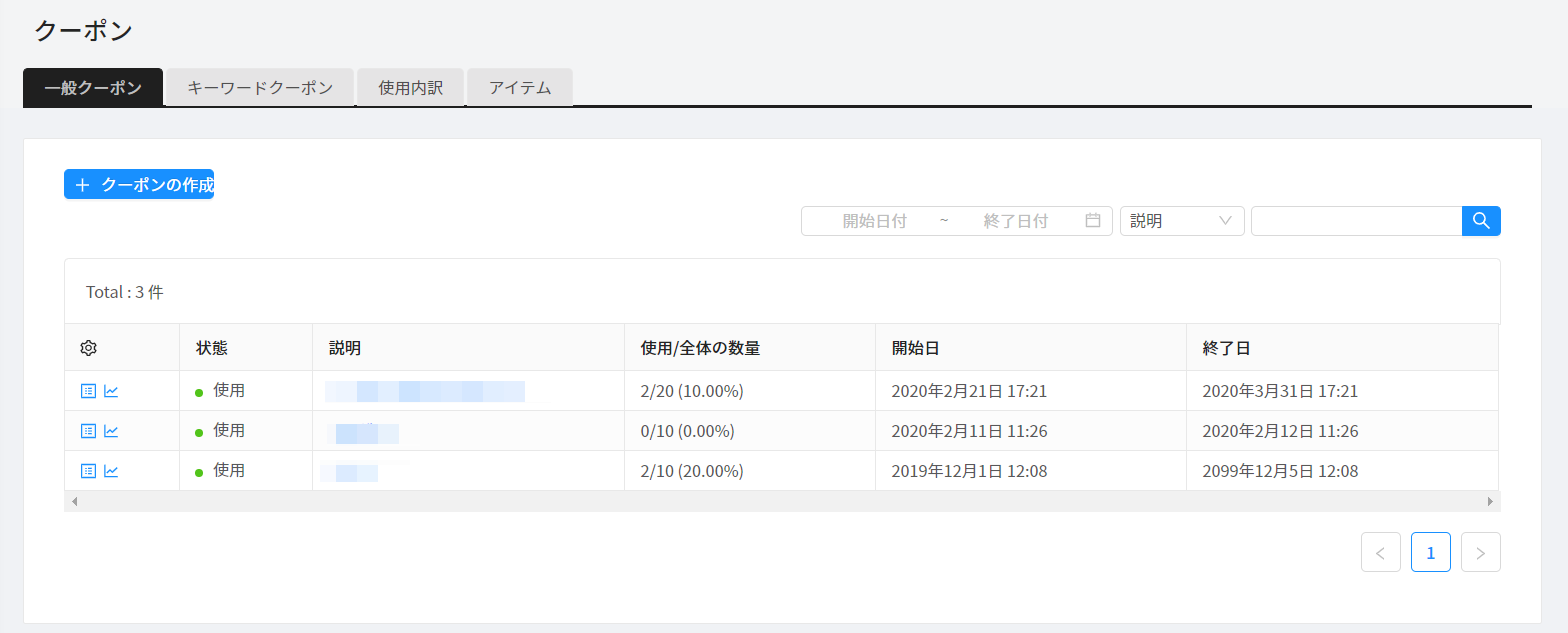 クーポン
一般クーポン キーワードクーポン 使用内訳 アイテム
クーポンの作成
開始日付 ~ 終了日付 説明
Total : 3 件
状態 説明 使用/全体の数量 開始日 終了日
使用 2/20 (10.00%) 2020年2月21日 17:21 2020年3月31日 17:21
使用 0/10 (0.00%) 2020年2月11日 11:26 2020年2月12日 11:26
使用 2/10 (20.00%) 2019年12月1日 12:08 2099年12月5日 12:08
1